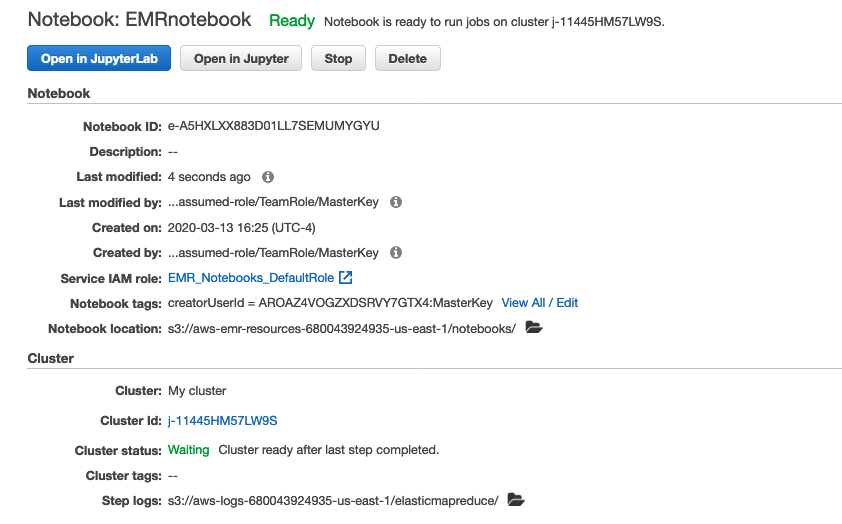 Notebook: EMRnotebook Ready Notebook is ready to run jobs on cluster j-11445HM57LW9S.
Open in JupyterLab Open in Jupyter Stop Delete
Notebook
Notebook ID: e-A5HXLXX883D01LL7SEMUMYGYU
Description: --
Last modified: 4 seconds ago
Last modified by: ...assumed-role/TeamRole/MasterKey
Created on: 2020-03-13 16:25 (UTC-4)
Created by: ...assumed-role/TeamRole/MasterKey
Service IAM role: EMR_Notebooks_DefaultRole
Notebook tags: creatorUserId = AROAZ4VOGZXDSRVY7GTX4:MasterKey View All / Edit
Notebook location: s3://aws-emr-resources-680043924935-us-east-1/notebooks/
Cluster
Cluster: My cluster
Cluster Id: j-11445HM57LW9S
Cluster status: Waiting Cluster ready after last step completed.
Cluster tags: --
Step logs: s3://aws-logs-680043924935-us-east-1/elasticmapreduce/